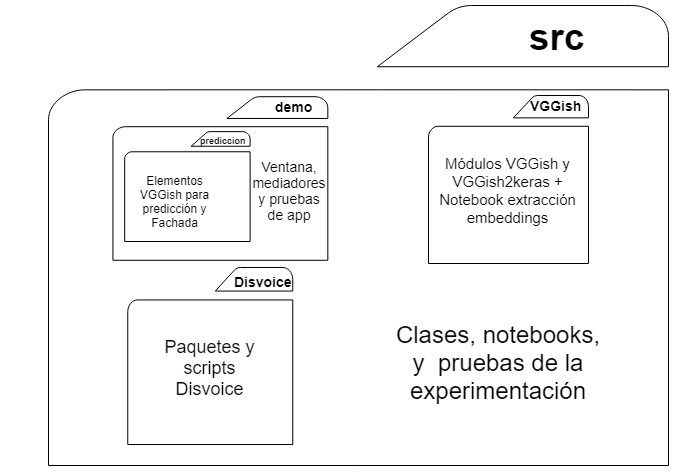 src
demo
prediccion
Elementos
VGGish para
predicción y
Fachada
Ventana,
mediadores
y pruebas
de app
VGGish
Módulos VGGish y
VGGish2keras +
Notebook extracción
embeddings
Disvoice
Paquetes y
scripts
Disvoice
Clases, notebooks,
y pruebas de la
experimentación